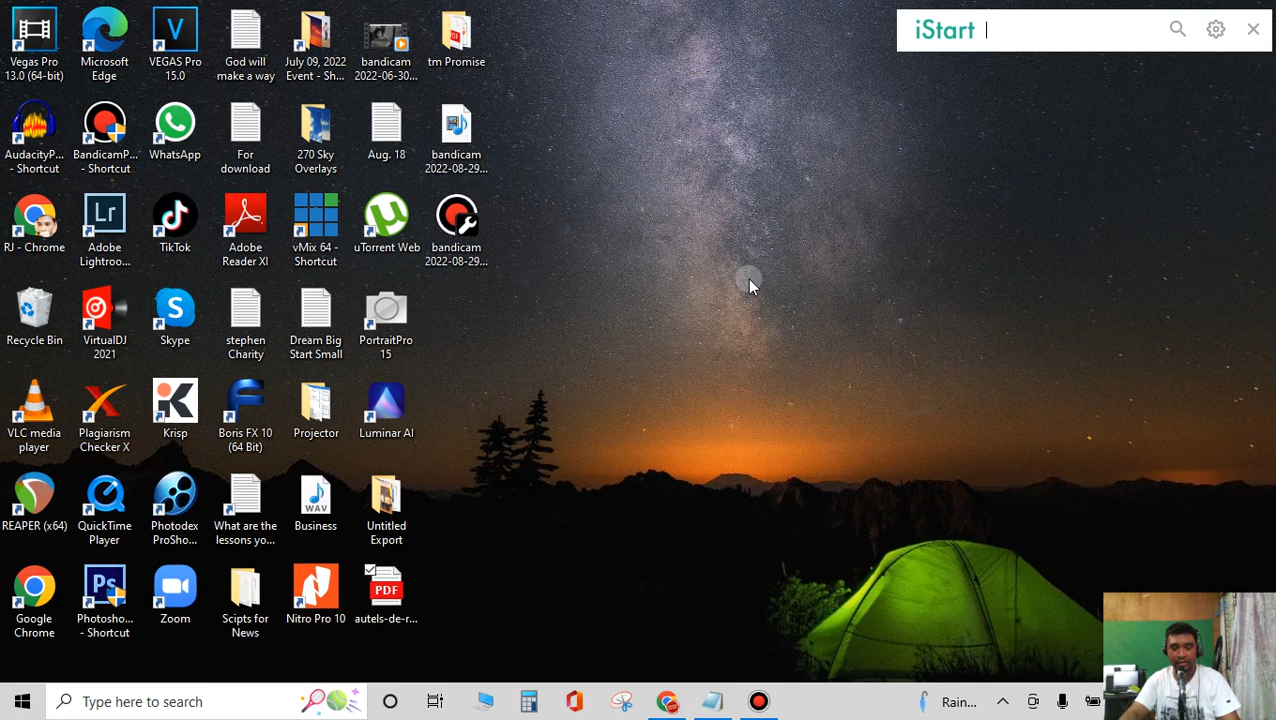 iStart
Vegas Pro
13.0 (64-bit)
Microsoft
Edge
VEGAS Pro
15.0
God will
make a way
July 09, 2022
Event - Sh...
bandicam
2022-06-30...
tm Promise
AudacityP...
- Shortcut
BandicamP...
- Shortcut
WhatsApp
For
download
270 Sky
Overlays
Aug. 18
bandicam
2022-08-29...
RJ - Chrome
Lr
Adobe
Lightroo...
TikTok
Adobe
Reader XI
vMix 64 -
Shortcut
uTorrent Web
bandicam
2022-08-29...
Recycle Bin
VirtualDJ
2021
Skype
stephen
Charity
Dream Big
Start Small
PortraitPro
15
VLC media
player
Plagiarism
Checker X
Krisp
Boris FX 10
(64 Bit)
Projector
Luminar AI
REAPER (x64)
QuickTime
Player
Photodex
ProSho...
What are the
lessons yo...
WAV
Business
Untitled
Export
Google
Chrome
Ps
Photosho...
- Shortcut
Zoom
Scipts for
News
Nitro Pro 10
PDF
autels-de-r...
Type here to search
Rain...